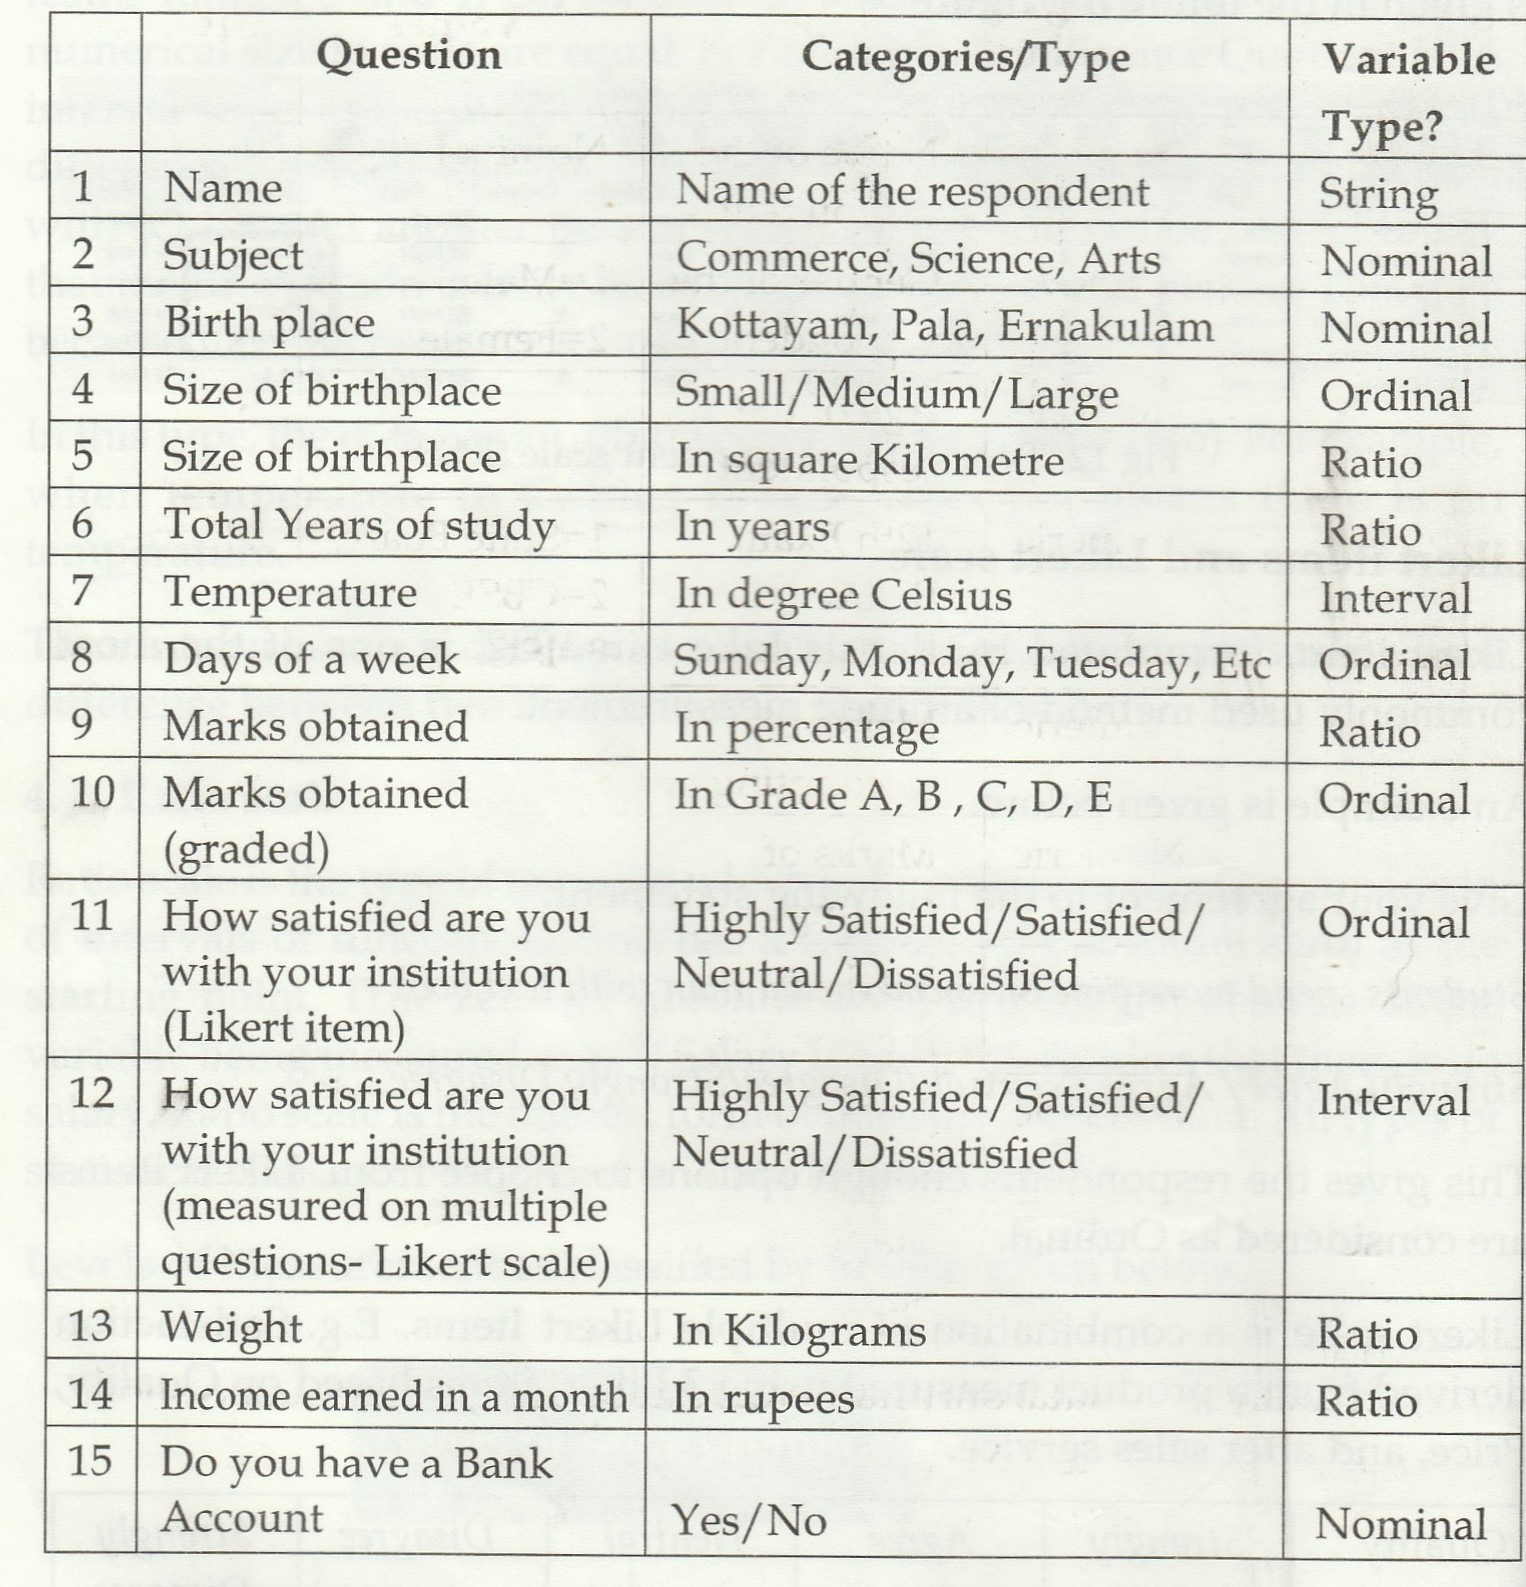 Question Categories/Type Variable
Type?
1 Name Name of the respondent String
2 Subject Commerce, Science, Arts Nominal
3 Birth place Kottayam, Pala, Ernakulam Nominal
4 Size of birthplace Small/Medium/Large Ordinal
5 Size of birthplace In square Kilometre Ratio
6 Total Years of study In years Ratio
7 Temperature In degree Celsius Interval
8 Days of a week Sunday, Monday, Tuesday, Etc Ordinal
9 Marks obtained In percentage Ratio
10 Marks obtained In Grade A, B , C, D, E Ordinal
(graded)
11 How satisfied are you Highly Satisfied/Satisfied/ Ordinal
with your institution Neutral/Dissatisfied
(Likert item)
12 How satisfied are you Highly Satisfied/Satisfied/ Interval
with your institution Neutral/Dissatisfied
(measured on multiple
questions- Likert scale)
13 Weight In Kilograms Ratio
14 Income earned in a month In rupees Ratio
15 Do you have a Bank
Account Yes/No Nominal